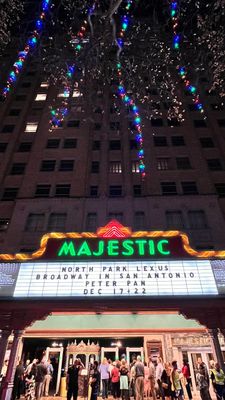 MAJESTIC
NORTH PARK LEXUS
BROADWAY IN SAN ANTONIO
PETER PAN
DEC 17+22